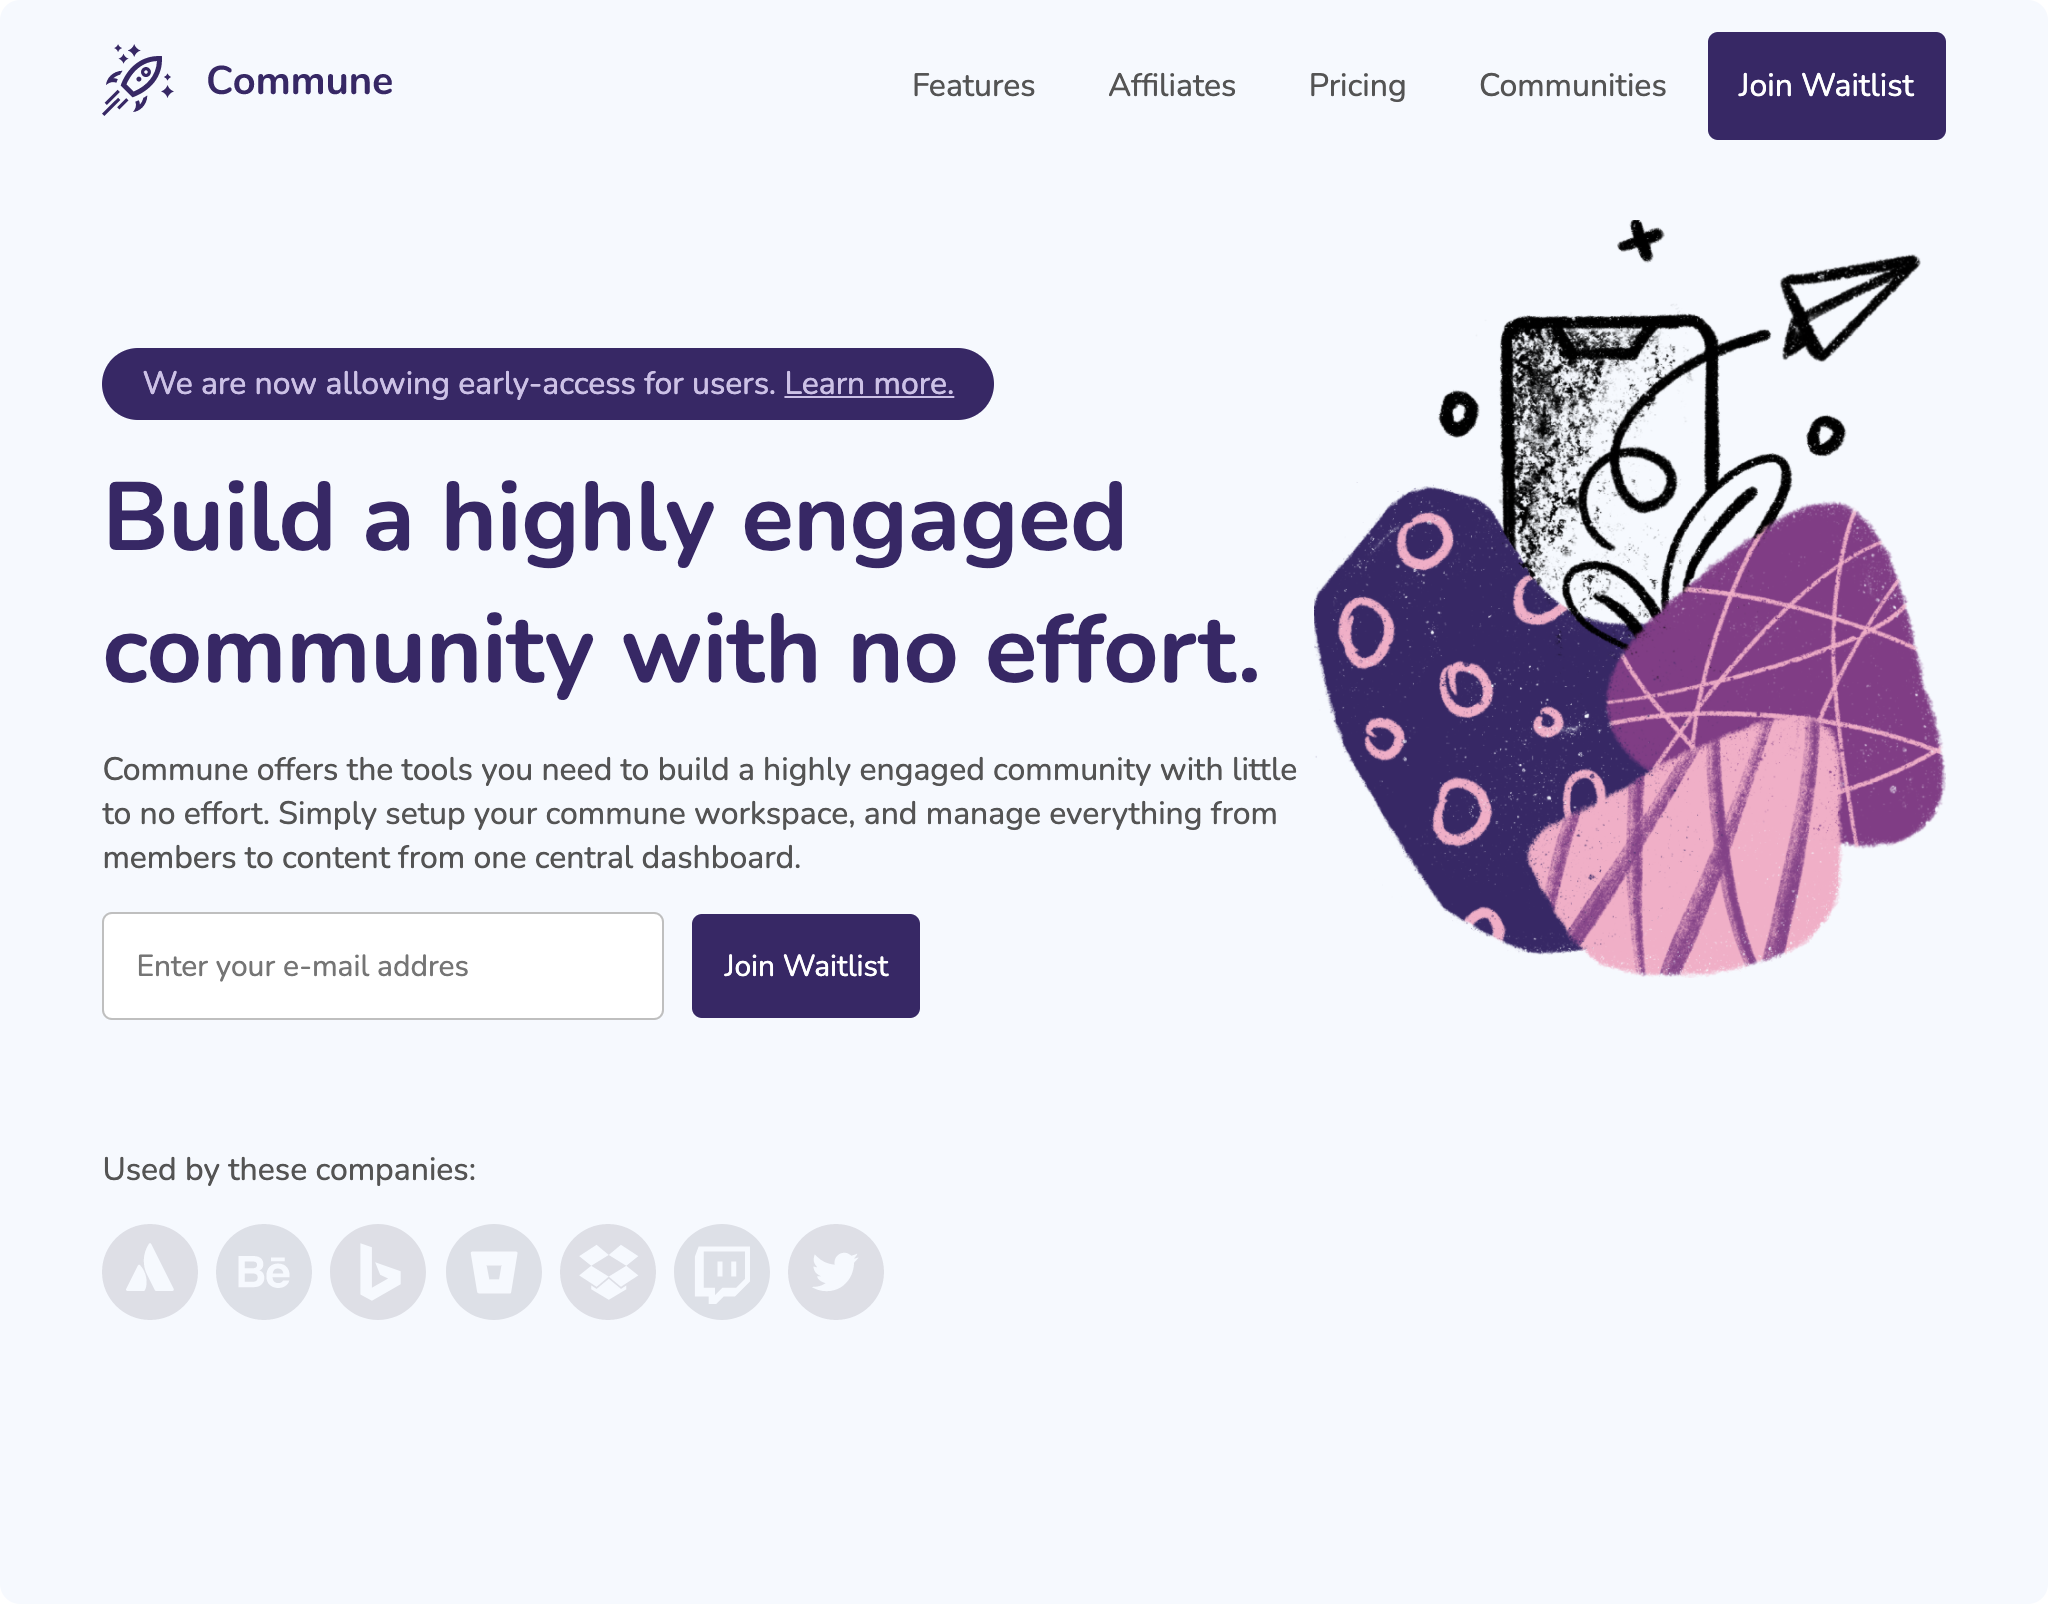 Commune
Features
Affiliates
Pricing
Communities
Join Waitlist
We are now allowing early-access for users. Learn more.
Build a highly engaged
community with no effort.
Commune offers the tools you need to build a highly engaged community with little
to no effort. Simply setup your commune workspace, and manage everything from
members to content from one central dashboard.
Enter your e-mail addres
Join Waitlist
Used by these companies:
Bē